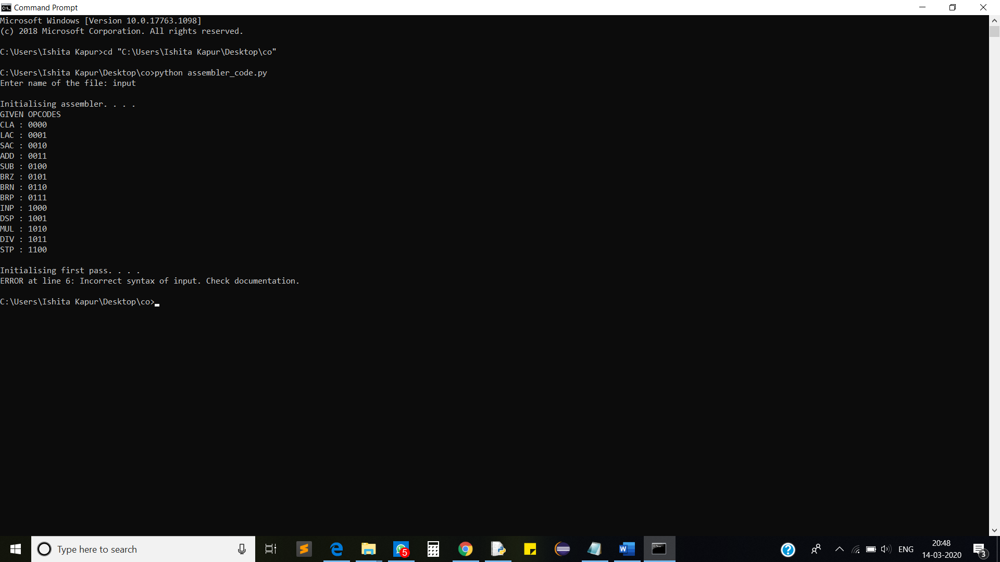 Command Prompt
Microsoft Windows [Version 10.0.17763.1098]
(c) 2018 Microsoft Corporation. All rights reserved.
C:\Users\Ishita Kapur>cd "C:\Users\Ishita Kapur\Desktop\co"
C:\Users\Ishita Kapur\Desktop\co>python assembler_code.py
Enter name of the file: input
Initialising assembler. . . .
GIVEN OPCODES
CLA : 0000
LAC : 0001
SAC : 0010
ADD : 0011
SUB : 0100
BRZ : 0101
BRN : 0110
BRP : 0111
INP : 1000
DSP : 1001
MUL : 1010
DIV : 1011
STP : 1100
Initialising first pass. . . .
ERROR at line 6: Incorrect syntax of input. Check documentation.
C:\Users\Ishita Kapur\Desktop\co>
Type here to search
5
ENG
20:48
14-03-2020
3